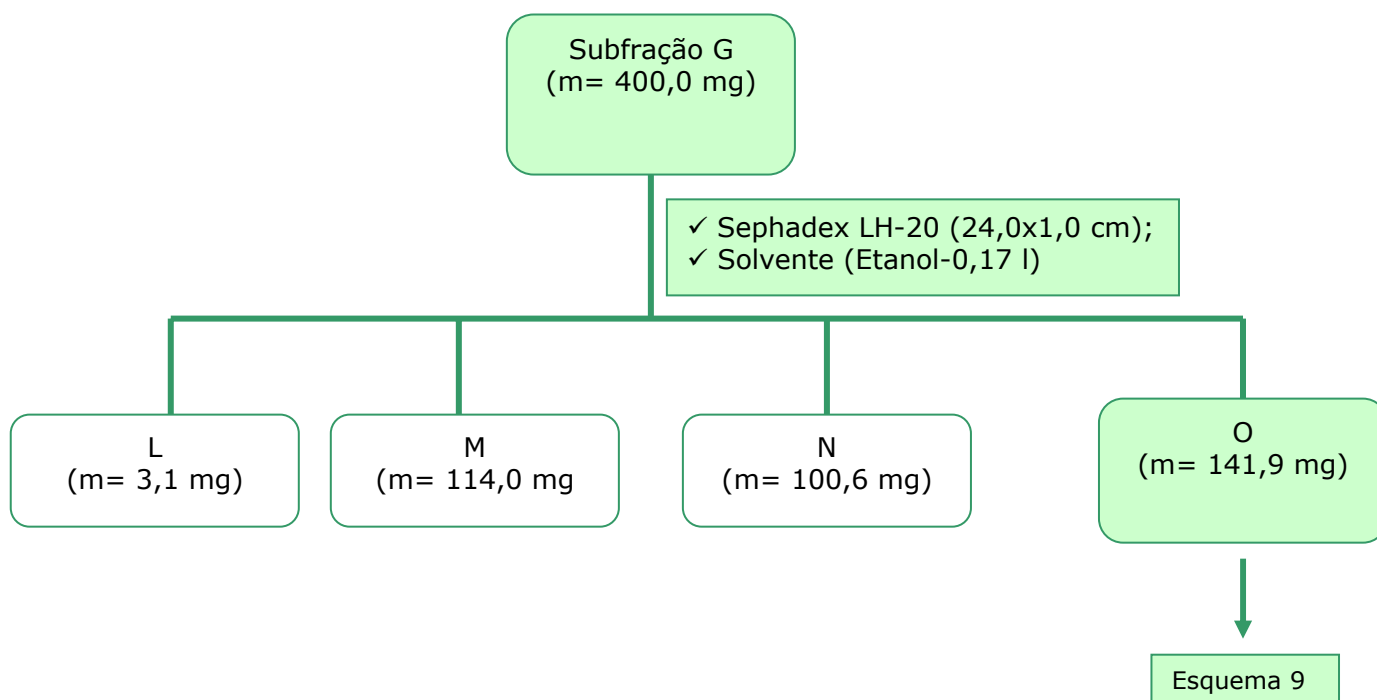 Subfração G
(m= 400,0 mg)
✓ Sephadex LH-20 (24,0x1,0 cm);
✓ Solvente (Etanol-0,17 l)
L
(m= 3,1 mg)
M
(m= 114,0 mg
N
(m= 100,6 mg)
O
(m= 141,9 mg)
Esquema 9